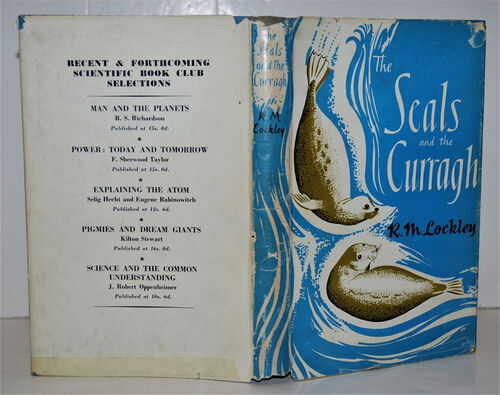 RECENT & FORTHCOMING
SCIENTIFIC BOOK CLUB
SELECTIONS
MAN AND THE PLANETS
R. S. Richardson
Published at 15s. 0d.
POWER: TODAY AND TOMORROW
F. Sherwood Taylor
Published at 15s. 0d.
EXPLAINING THE ATOM
Selig Hecht and Eugene Rabinowitch
Published at 12s. 6d.
PIGMIES AND DREAM GIANTS
Kilton Stewart
Published at 16s. 0d.
SCIENCE AND THE COMMON
UNDERSTANDING
J. Robert Oppenheimer
Published at 10s. 6d.
The
Seals
and the
Curragh
R. M.
Lockley
The
Seals
and the
Curragh
R. M. Lockley